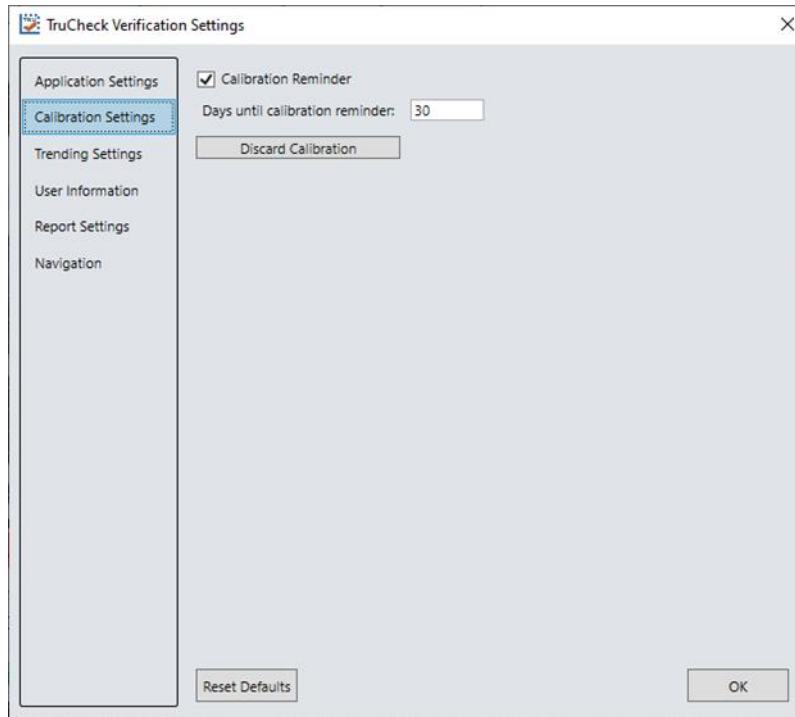 TruCheck Verification Settings
Application Settings
Calibration Settings
Trending Settings
User Information
Report Settings
Navigation
Calibration Reminder
Days until calibration reminder: 30
Discard Calibration
Reset Defaults
OK